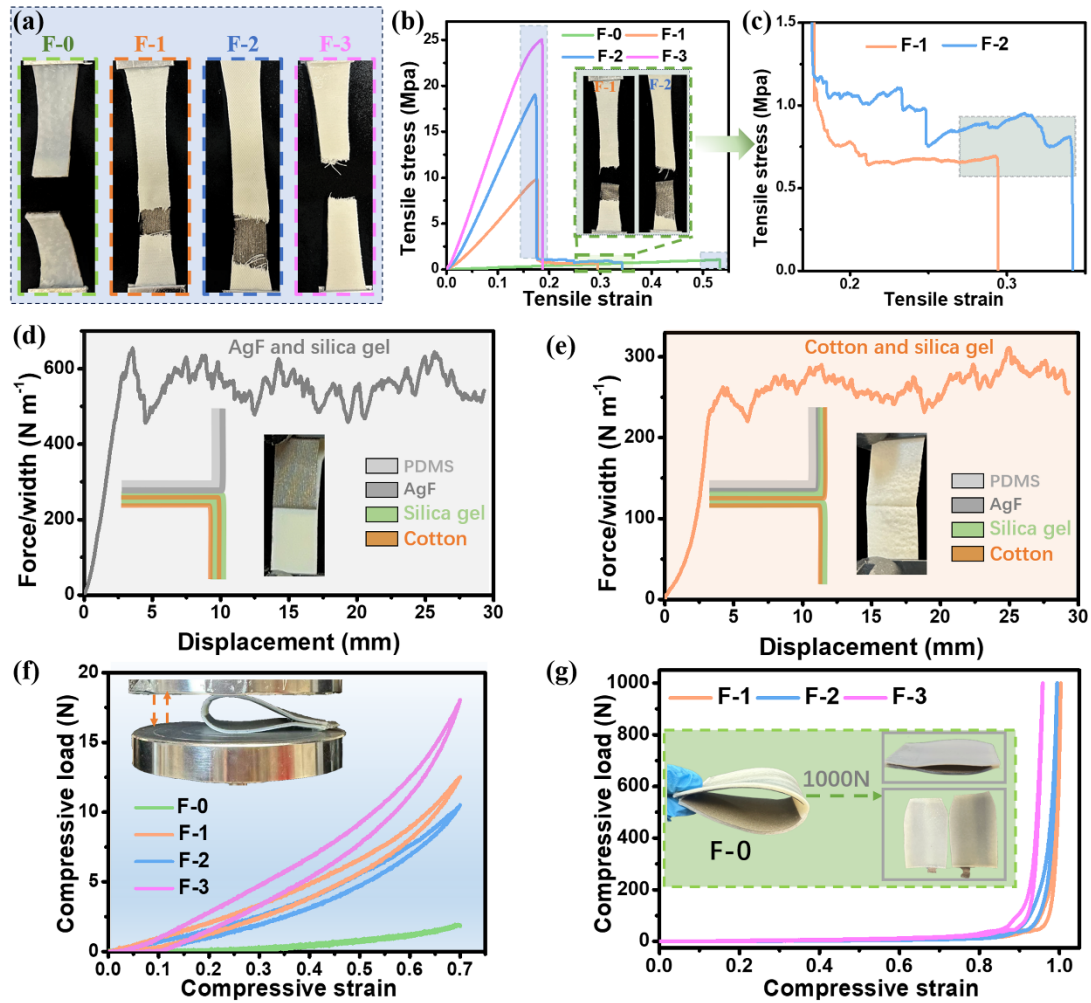 (a)
F-0 F-1 F-2 F-3
(b)
F-0 F-1
F-2 F-3
25
20
15
10
5
0
Tensile stress (Mpa)
F-1 F-2
0.0 0.1 0.2 0.3 0.4 0.5
Tensile strain
(c)
F-1 F-2
1.5
1.0
0.5
0.0
Tensile stress (Mpa)
0.2 0.3
Tensile strain
(d)
AgF and silica gel
600
400
200
0
Force/width (N m⁻¹)
PDMS
AgF
Silica gel
Cotton
0 5 10 15 20 25 30
Displacement (mm)
(e)
Cotton and silica gel
300
200
100
0
Force/width (N m⁻¹)
PDMS
AgF
Silica gel
Cotton
0 5 10 15 20 25 30
Displacement (mm)
(f)
20
17.5
15
12.5
10
7.5
5
2.5
0
Compressive load (N)
F-0
F-1
F-2
F-3
0.0 0.1 0.2 0.3 0.4 0.5 0.6 0.7
Compressive strain
(g)
F-1 F-2 F-3
1000
800
600
400
200
0
Compressive load (N)
1000N
F-0
0.0 0.2 0.4 0.6 0.8 1.0
Compressive strain